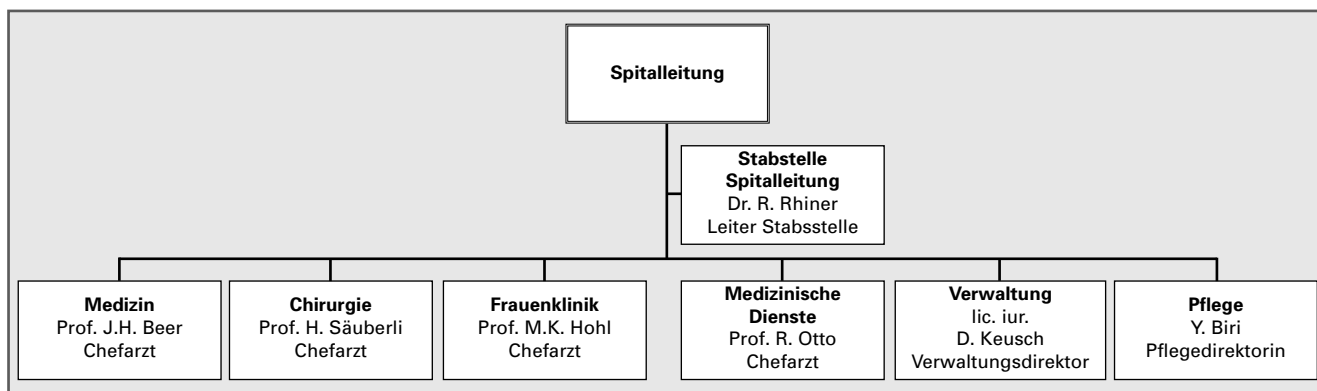 Spitalleitung
Stabstelle
Spitalleitung
Dr. R. Rhiner
Leiter Stabsstelle
Medizin
Prof. J.H. Beer
Chefarzt
Chirurgie
Prof. H. Säuberli
Chefarzt
Frauenklinik
Prof. M.K. Hohl
Chefarzt
Medizinische
Dienste
Prof. R. Otto
Chefarzt
Verwaltung
lic. iur.
D. Keusch
Verwaltungsdirektor
Pflege
Y. Biri
Pflegedirektorin